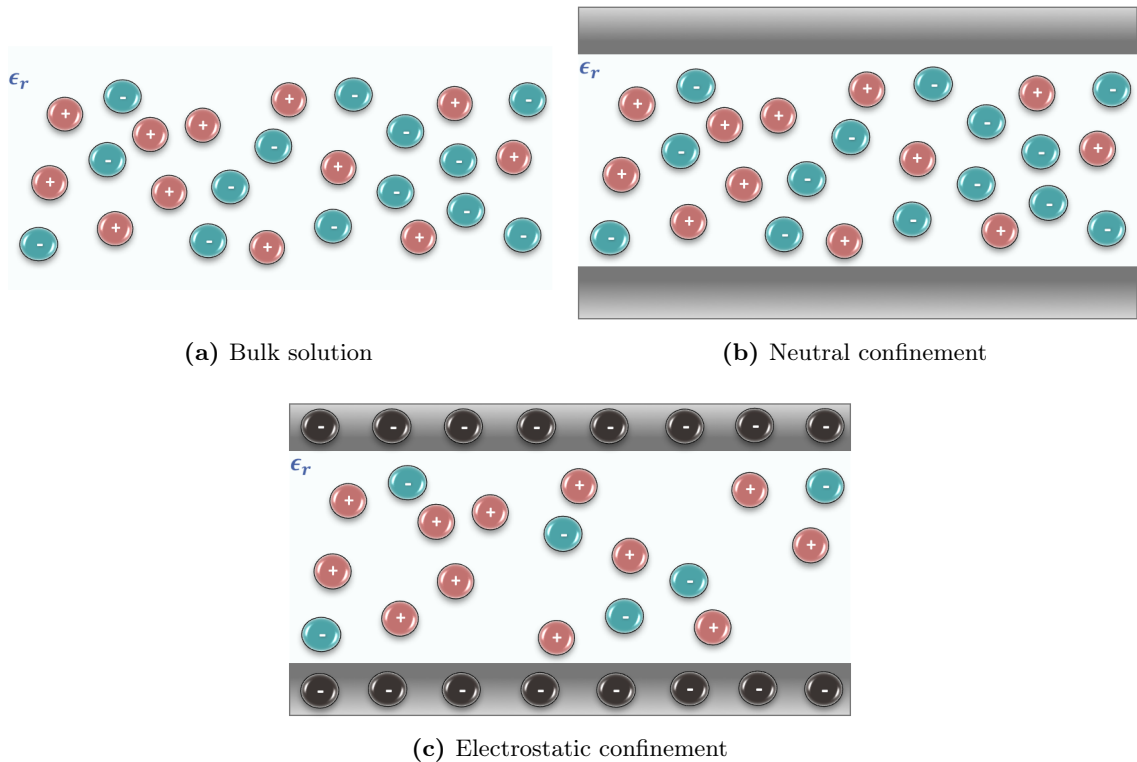 ϵr
ϵr
(a) Bulk solution
(b) Neutral confinement
- - - - - - - -
ϵr
- - - - - - - -
(c) Electrostatic confinement